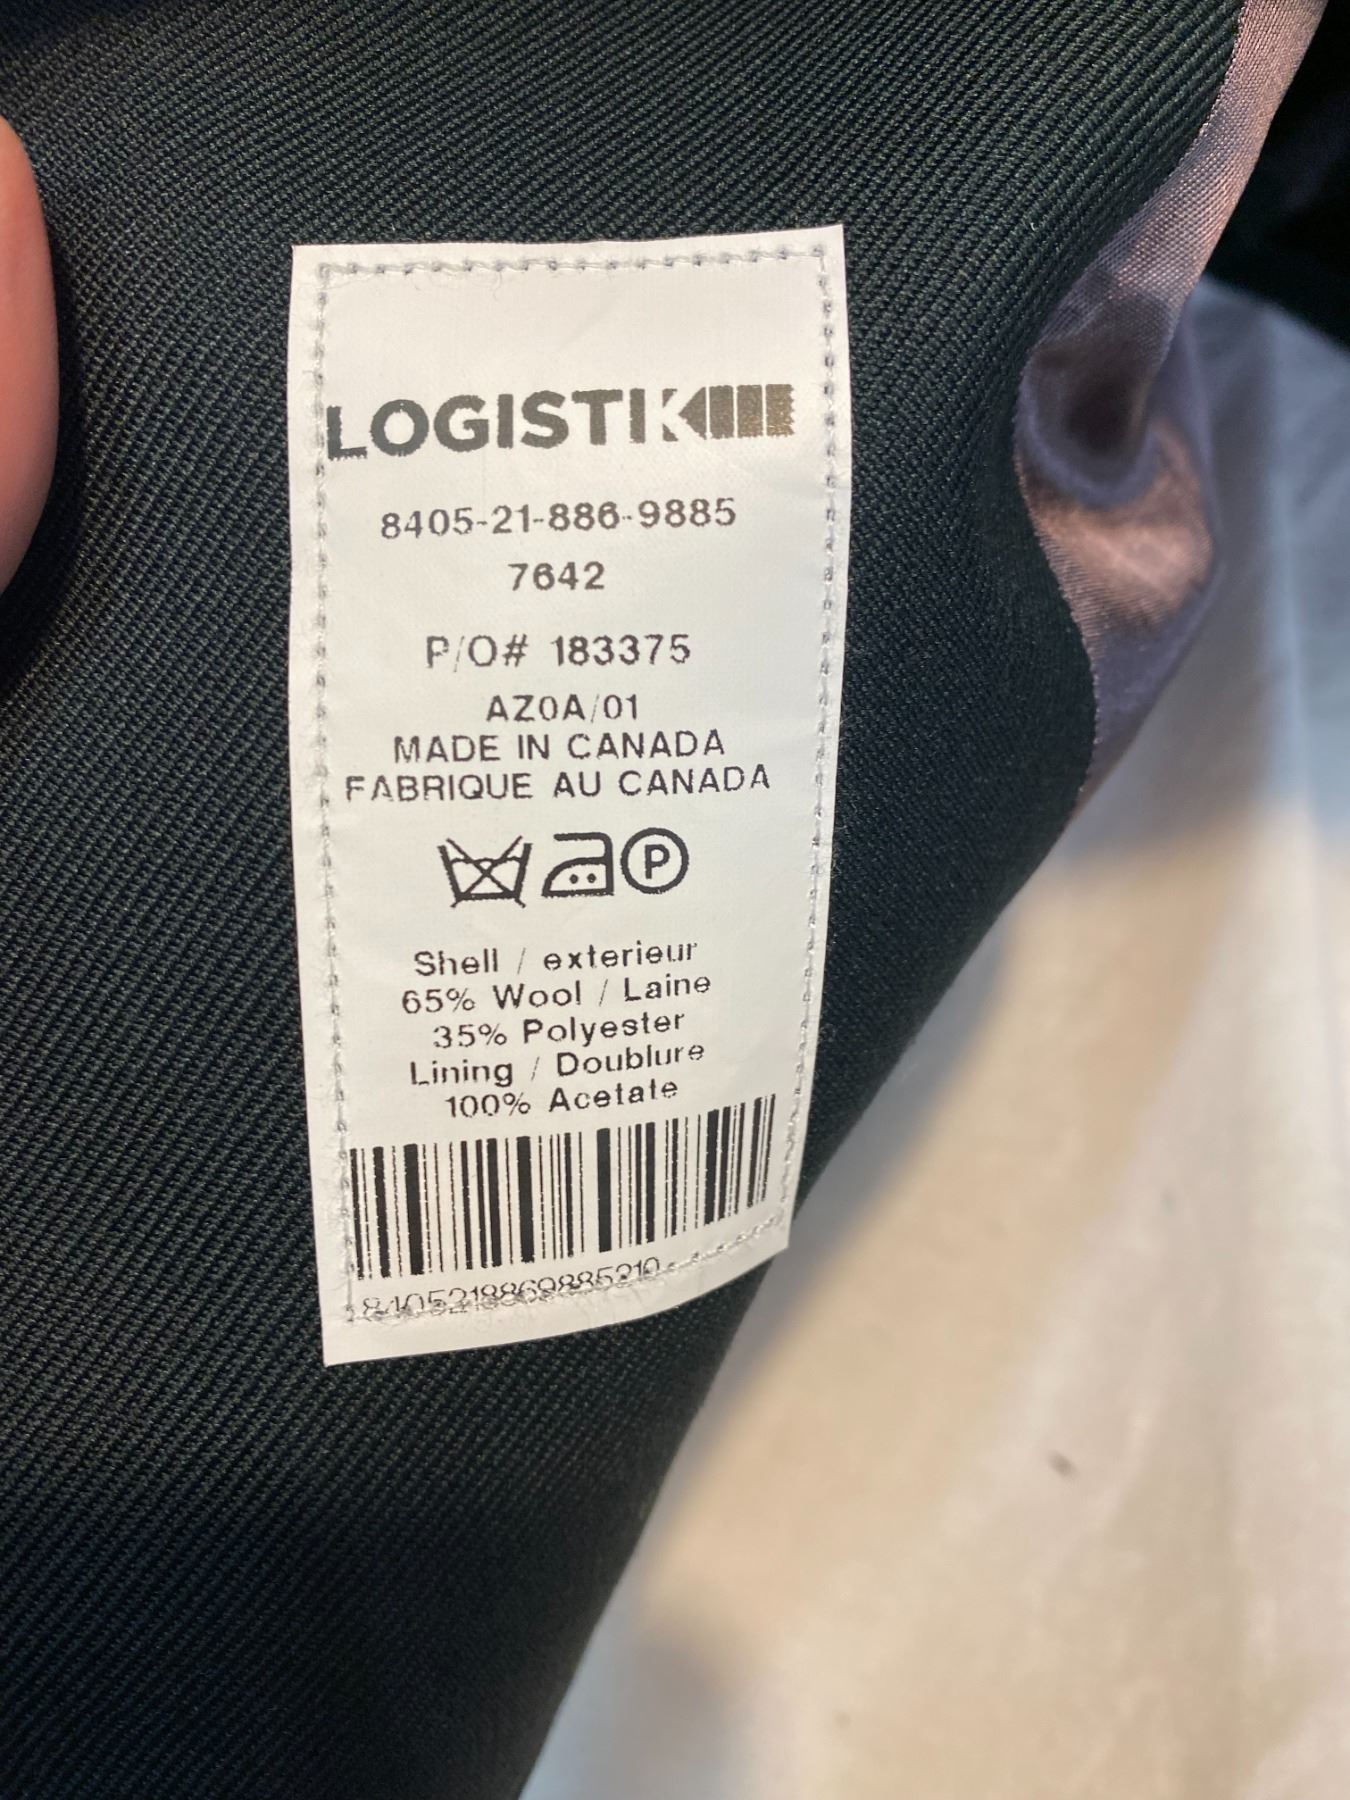 LOGISTIK
8405-21-886-9885
7642
P/O# 183375
AZ0A/01
MADE IN CANADA
FABRIQUE AU CANADA
P
Shell / exterieur
65% Wool / Laine
35% Polyester
Lining / Doublure
100% Acetate
8405218869885210